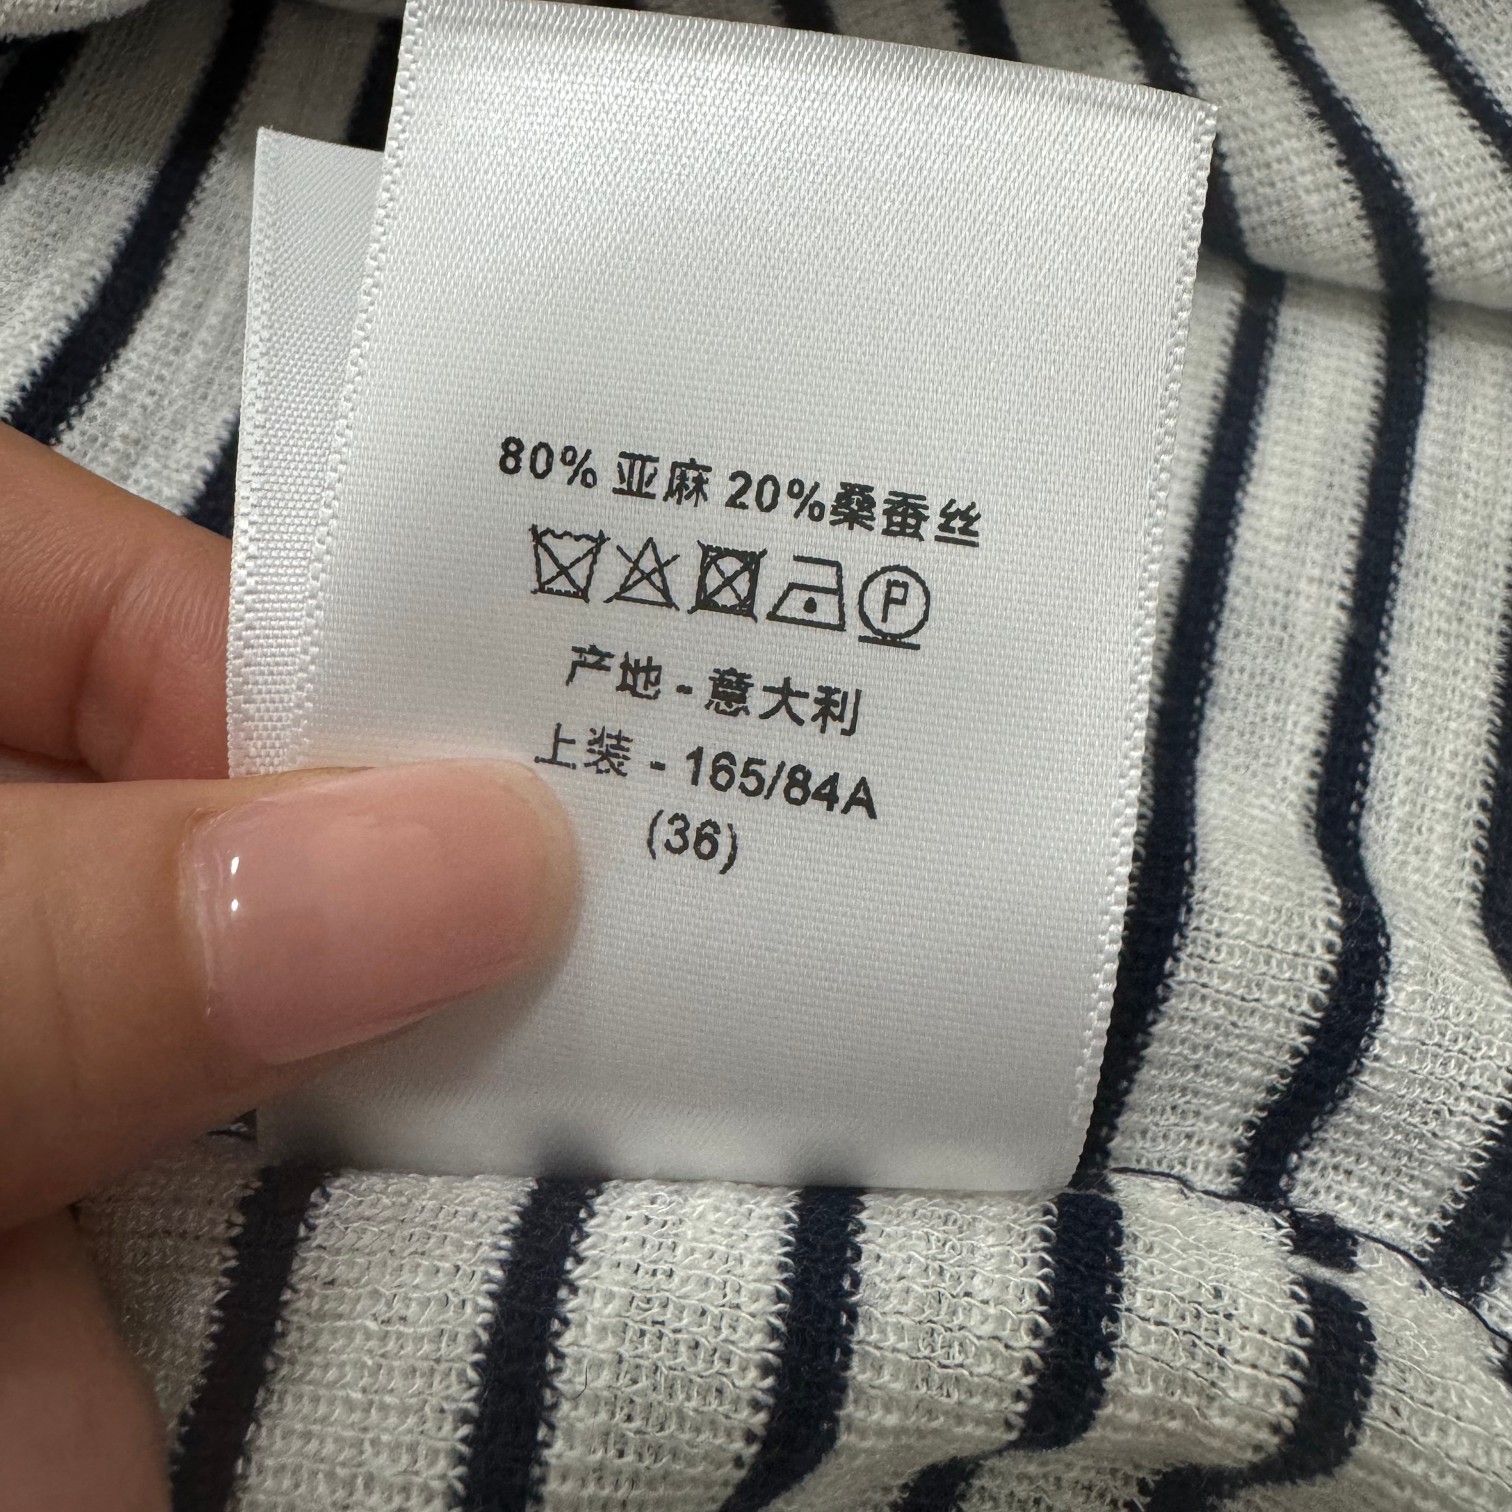 80% 亚麻 20%桑蚕丝
P
产地 - 意大利
上装 - 165/84A
(36)